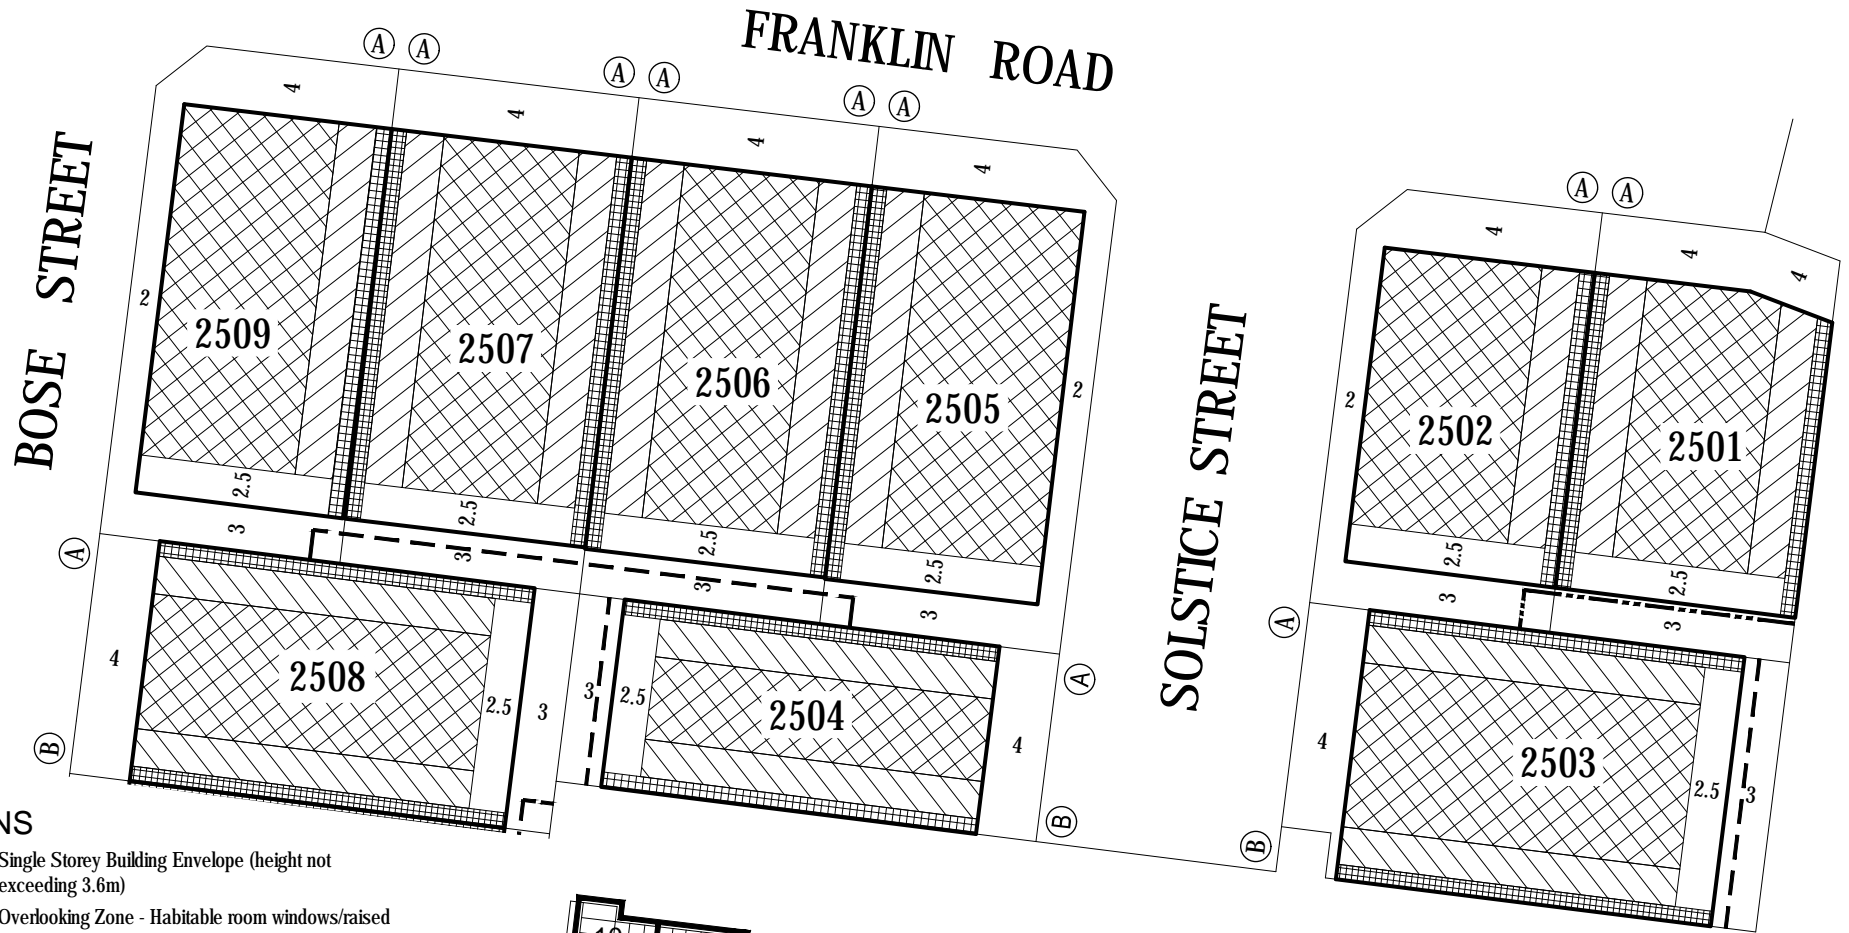 FRANKLIN ROAD
A A A A A A
4 4 4 4
BOSE STREET
2 2509 2507 2506 2505 2
2.5 2.5 2.5 2.5
3 3 3 3
A A
4 2508 2.5 3 3 2.5 2504 4
B B
SOLSTICE STREET
A A
4 4 4
2 2502 2501
2.5 2.5
3 3
A
4 2503 2.5 3
B
NS
Single Storey Building Envelope (height not
exceeding 3.6m)
Overlooking Zone - Habitable room windows/raised